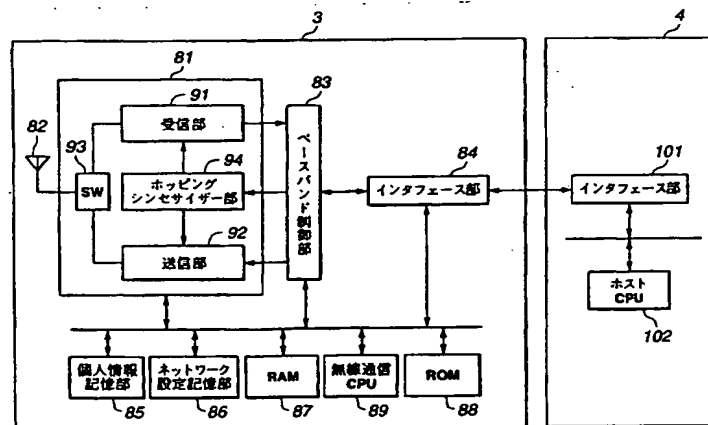 3
4
81
91
受信部
83
82
93
SW
94
ホッピング
シンセサイザー部
ベースバンド制御部
84
インタフェース部
101
インタフェース部
92
送信部
ホスト
CPU
102
個人情報
記憶部
ネットワーク
設定記憶部
RAM
無線通信
CPU
ROM
85
86
87
89
88